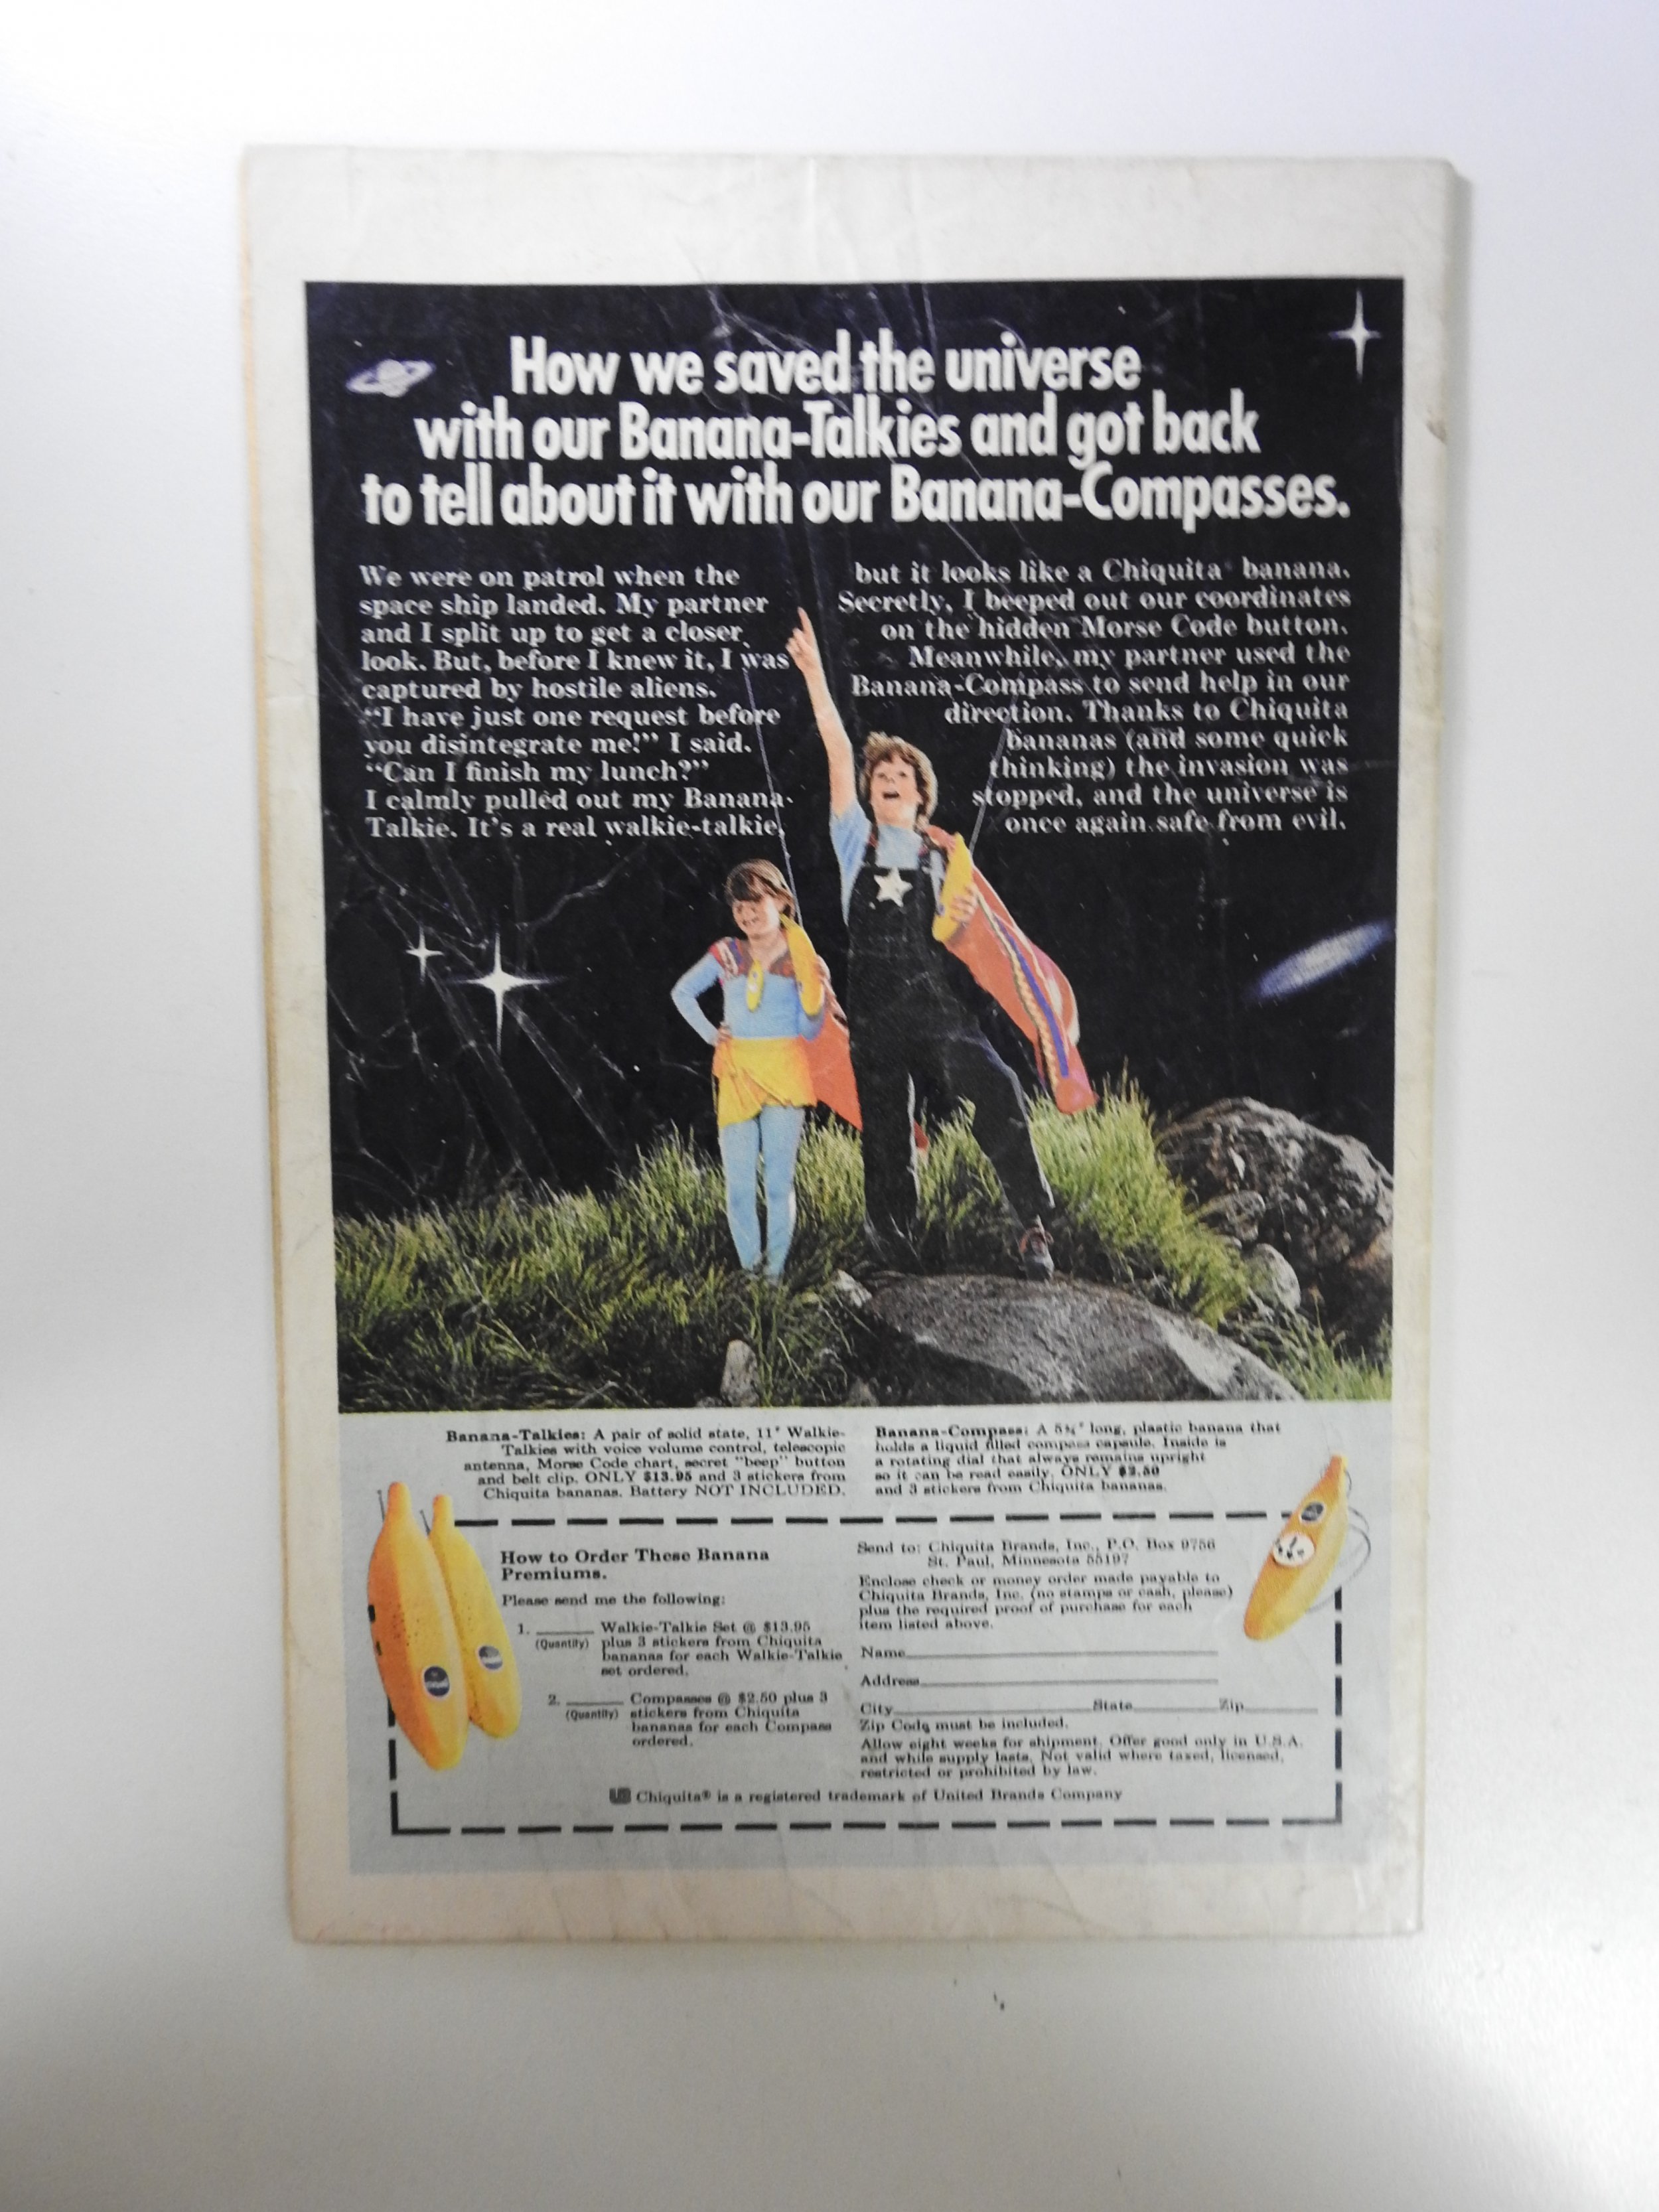 How we saved the universe
with our Banana-Talkies and got back
to tell about it with our Banana-Compasses.
We were on patrol when the
space ship landed. My partner
and I split up to get a closer
look. But, before I knew it, I was
captured by hostile aliens.
“I have just one request before
you disintegrate me!” I said.
“Can I finish my lunch?”
I calmly pulled out my Banana-
Talkie. It’s a real walkie-talkie,
but it looks like a Chiquita® banana.
Secretly, I beeped out our coordinates
on the hidden Morse Code button.
Meanwhile, my partner used the
Banana-Compass to send help in our
direction. Thanks to Chiquita
bananas (and some quick
thinking) the invasion was
stopped, and the universe is
once again safe from evil.
Banana-Talkies: A pair of solid state, 11" Walkie-
Talkies with voice volume control, telescopic
antenna, Morse Code chart, secret "beep" button
and belt clip. ONLY $13.95 and 3 stickers from
Chiquita bananas. Battery NOT INCLUDED.
Banana-Compass: A long, plastic banana that
holds a liquid filled compass capsule. Inside is
a rotating dial that always remains upright
so it can be read easily. ONLY $2.50
and 3 stickers from Chiquita bananas.
How to Order These Banana
Premiums.
Please send me the following:
1. ______ Walkie-Talkie Set @ $13.95
(Quantity) plus 3 stickers from Chiquita
bananas for each Walkie-Talkie
set ordered.
2. ______ Compasses @ $2.50 plus 3
(Quantity) stickers from Chiquita
bananas for each Compass
ordered.
Send to: Chiquita Brands, Inc., P.O. Box 9756
St. Paul, Minnesota 55197
Enclose check or money order made payable to
Chiquita Brands, Inc. (no stamps or cash, please)
plus the required proof of purchase for each
item listed above.
Name
Address
City State Zip
Zip Code must be included.
Allow eight weeks for shipment. Offer good only in U.S.A.
and while supply lasts. Not valid where taxed, licensed,
restricted or prohibited by law.
Chiquita® is a registered trademark of United Brands Company